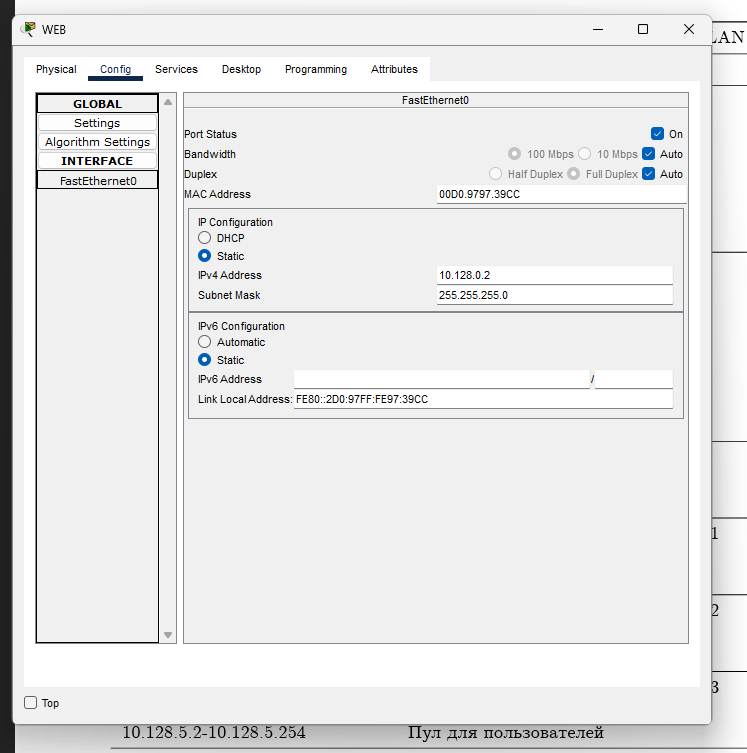 WEB
LAN
Physical Config Services Desktop Programming Attributes
GLOBAL
Settings
Algorithm Settings
INTERFACE
FastEthernet0
FastEthernet0
Port Status On
Bandwidth 100 Mbps 10 Mbps Auto
Duplex Half Duplex Full Duplex Auto
MAC Address 00D0.9797.39CC
IP Configuration
DHCP
Static
IPv4 Address 10.128.0.2
Subnet Mask 255.255.255.0
IPv6 Configuration
Automatic
Static
IPv6 Address /
Link Local Address: FE80::2D0:97FF:FE97:39CC
1
2
3
Top
10.128.5.2-10.128.5.254 Пул для пользователей